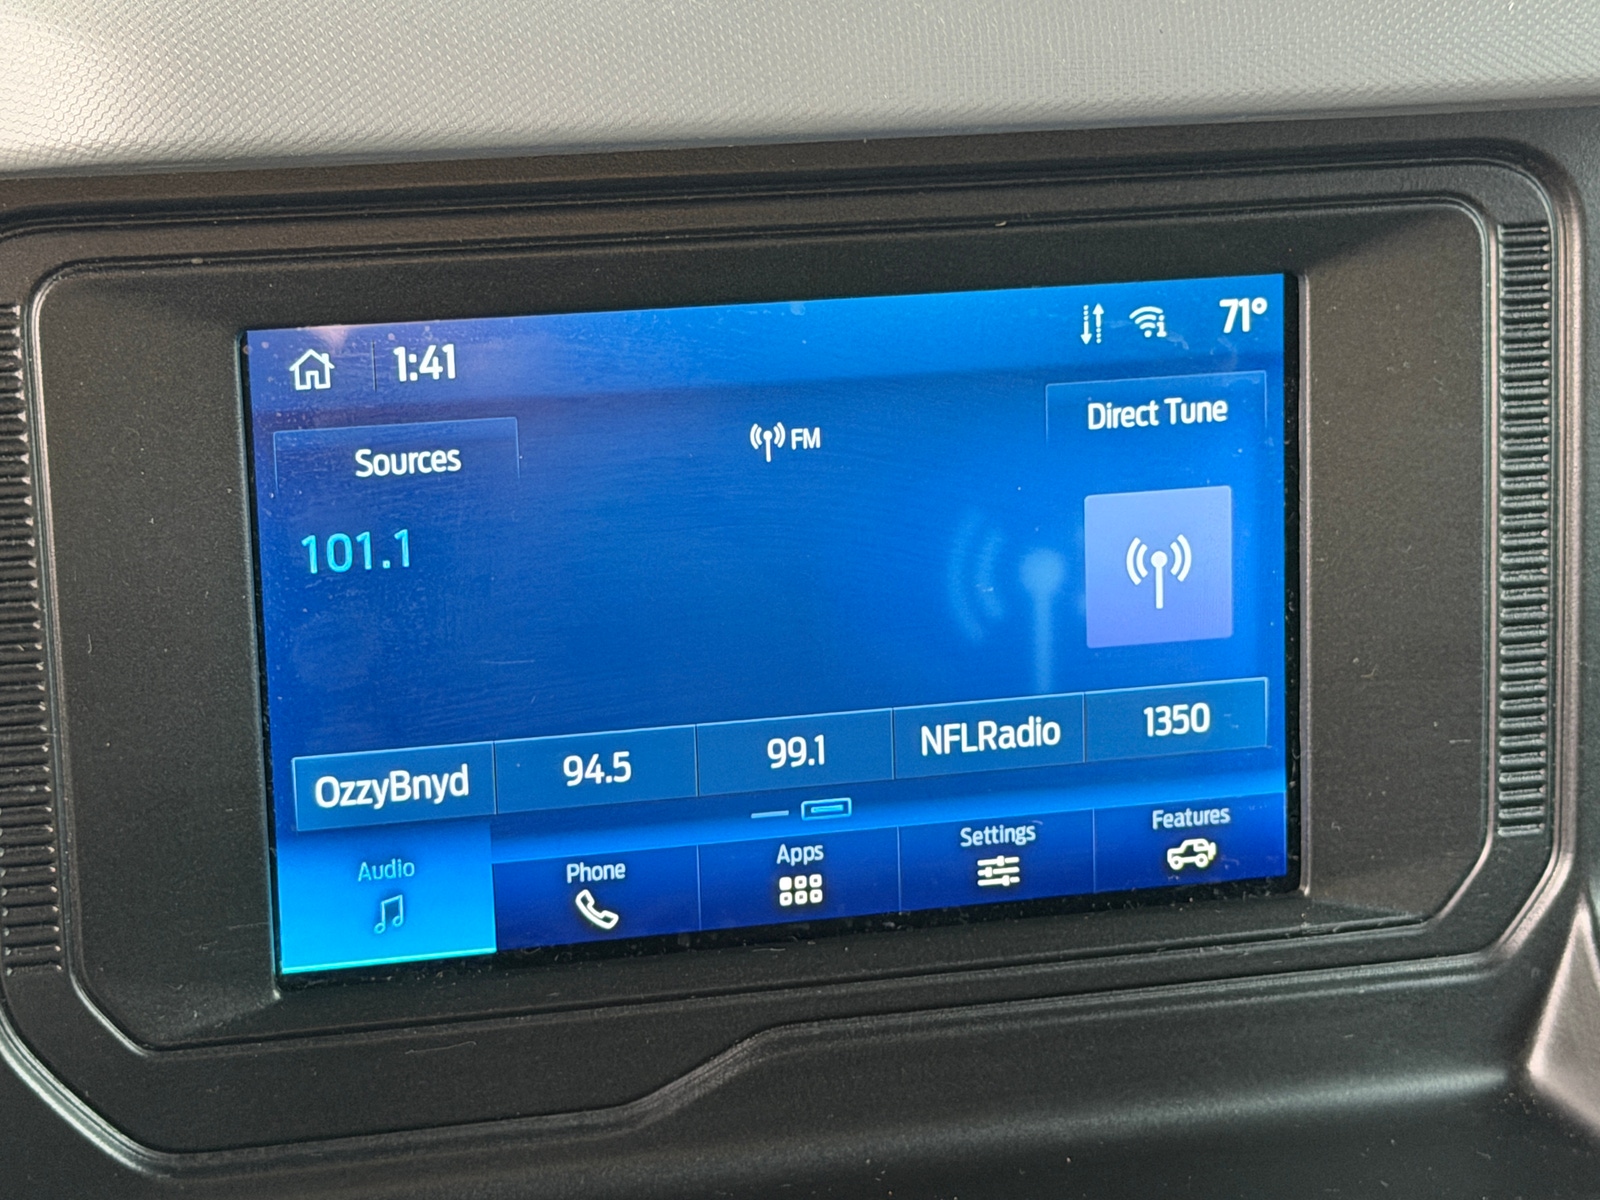 1:41
71°
Sources
FM
Direct Tune
101.1
OzzyBnyd
94.5
99.1
NFLRadio
1350
Audio
Phone
Apps
Settings
Features